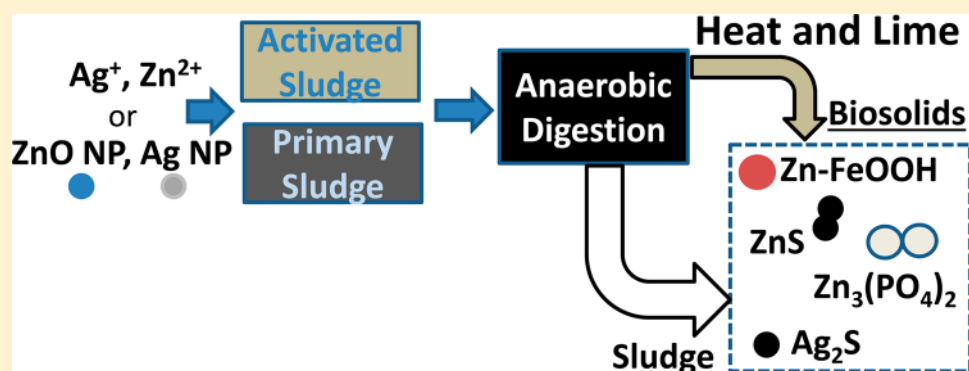 Ag⁺, Zn²⁺
or
ZnO NP, Ag NP
Activated
Sludge
Primary
Sludge
Anaerobic
Digestion
Heat and Lime
Biosolids
Zn-FeOOH
ZnS
Zn₃(PO₄)₂
Ag₂S
Sludge